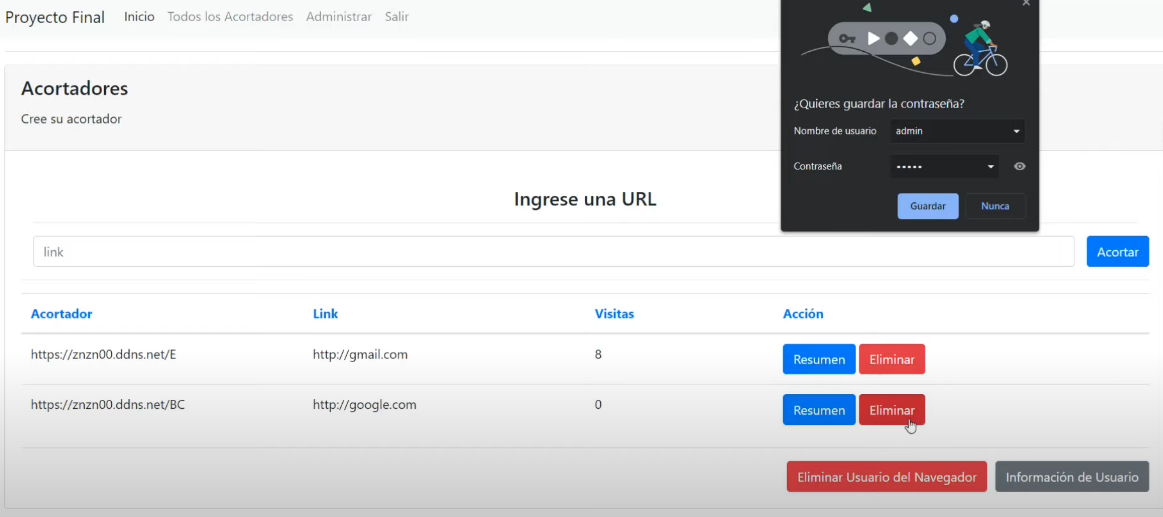 Proyecto Final Inicio Todos los Acortadores Administrar Salir
Acortadores
Cree su acortador
¿Quieres guardar la contraseña?
Nombre de usuario admin
Contraseña •••••
Guardar Nunca
Ingrese una URL
link Acortar
Acortador Link Visitas Acción
https://znzn00.ddns.net/E http://gmail.com 8 Resumen Eliminar
https://znzn00.ddns.net/BC http://google.com 0 Resumen Eliminar
Eliminar Usuario del Navegador Información de Usuario